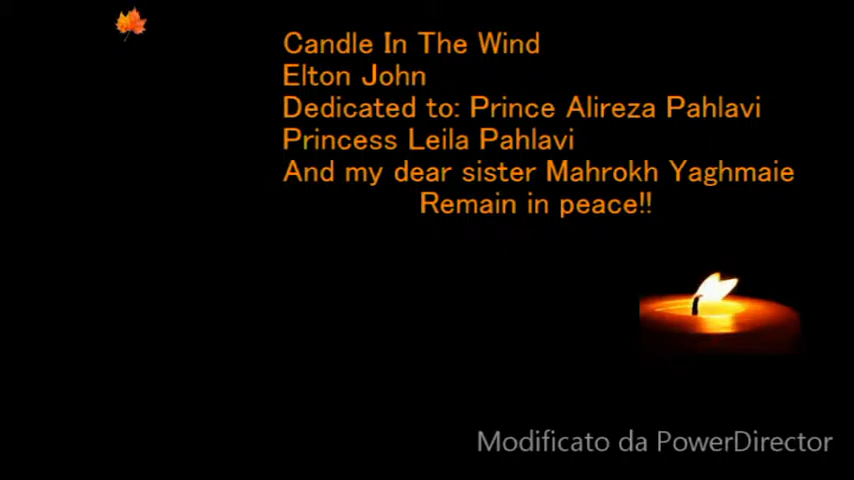 Candle In The Wind
Elton John
Dedicated to: Prince Alireza Pahlavi
Princess Leila Pahlavi
And my dear sister Mahrokh Yaghmaie
Remain in peace!!
Modificato da PowerDirector